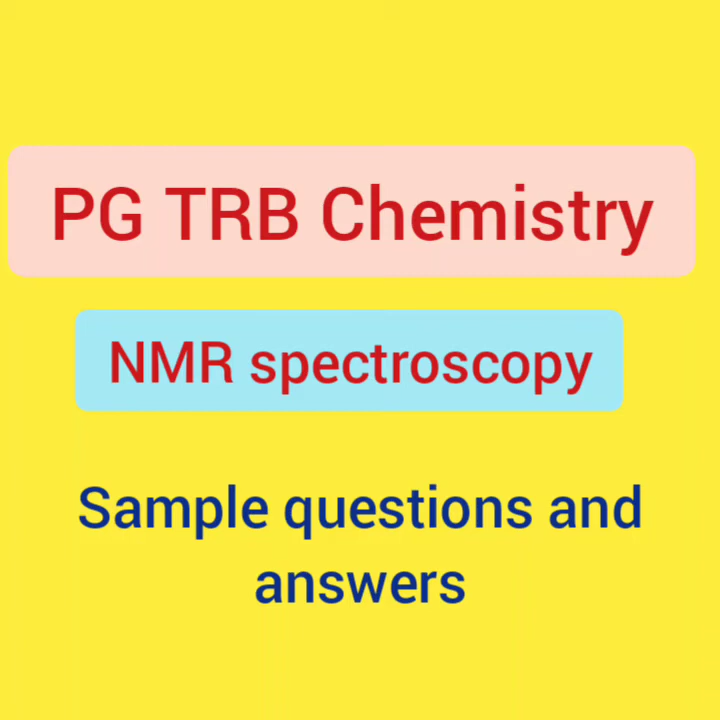 PG TRB Chemistry
NMR spectroscopy
Sample questions and
answers